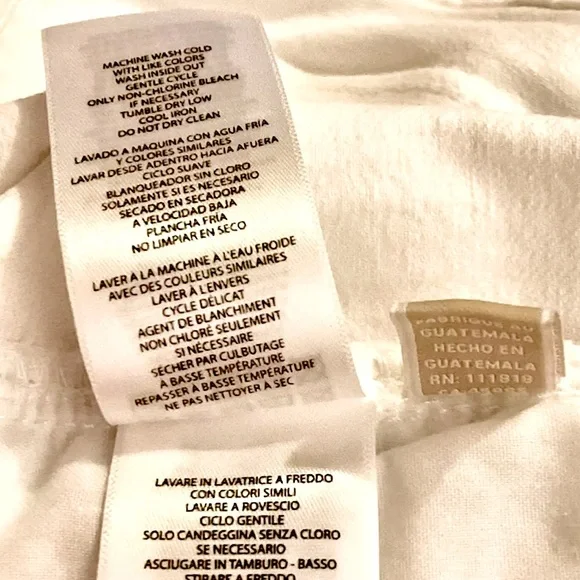 MACHINE WASH COLD
WITH LIKE COLORS
WASH INSIDE OUT
GENTLE CYCLE
ONLY NON-CHLORINE BLEACH
IF NECESSARY
TUMBLE DRY LOW
COOL IRON
DO NOT DRY CLEAN
LAVADO A MÁQUINA CON AGUA FRÍA
Y COLORES SIMILARES
LAVAR DESDE ADENTRO HACIA AFUERA
CICLO SUAVE
BLANQUEADOR SIN CLORO
SOLAMENTE SI ES NECESARIO
SECADO EN SECADORA
A VELOCIDAD BAJA
PLANCHA FRÍA
NO LIMPIAR EN SECO
LAVER À LA MACHINE À L'EAU FROIDE
AVEC DES COULEURS SIMILAIRES
LAVER À L'ENVERS
CYCLE DÉLICAT
AGENT DE BLANCHIMENT
NON CHLORÉ SEULEMENT
SI NÉCESSAIRE
SÉCHER PAR CULBUTAGE
A BASSE TEMPÉRATURE
REPASSER À BASSE TEMPÉRATURE
NE PAS NETTOYER À SEC
LAVARE IN LAVATRICE A FREDDO
CON COLORI SIMILI
LAVARE A ROVESCIO
CICLO GENTILE
SOLO CANDEGGINA SENZA CLORO
SE NECESSARIO
ASCIUGARE IN TAMBURO - BASSO
STIRARE A FREDDO
FABRIQUÉ AU
GUATEMALA
HECHO EN
GUATEMALA
RN: 111818